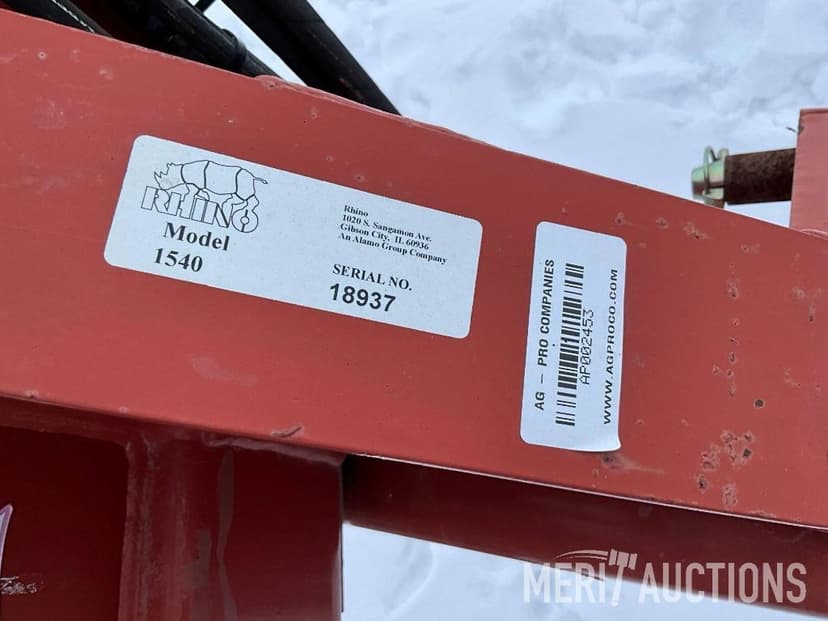 RHINO
Model
1540
Rhino
1020 S. Sangamon Ave.
Gibson City, IL 60936
An Alamo Group Company
SERIAL NO.
18937
AG – PRO COMPANIES
AP002453
WWW.AGPROCO.COM
MERIT AUCTIONS